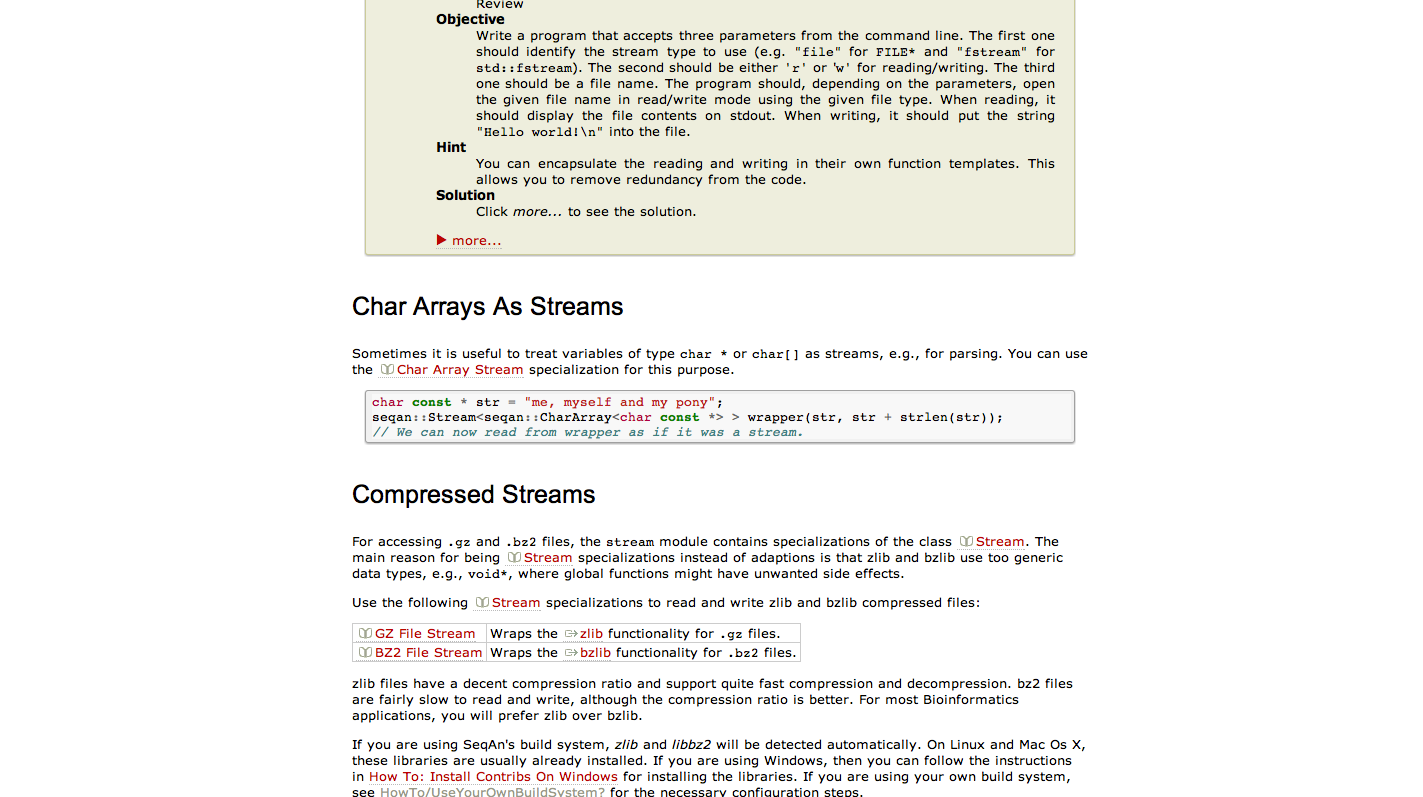 Review
Objective
Write a program that accepts three parameters from the command line. The first one
should identify the stream type to use (e.g. "file" for FILE* and "fstream" for
std::fstream). The second should be either 'r' or 'w' for reading/writing. The third
one should be a file name. The program should, depending on the parameters, open
the given file name in read/write mode using the given file type. When reading, it
should display the file contents on stdout. When writing, it should put the string
"Hello world!\n" into the file.
Hint
You can encapsulate the reading and writing in their own function templates. This
allows you to remove redundancy from the code.
Solution
Click more... to see the solution.
more...
Char Arrays As Streams
Sometimes it is useful to treat variables of type char * or char[] as streams, e.g., for parsing. You can use
the Char Array Stream specialization for this purpose.
char const * str = "me, myself and my pony";
seqan::Stream<seqan::CharArray<char const *> > wrapper(str, str + strlen(str));
// We can now read from wrapper as if it was a stream.
Compressed Streams
For accessing .gz and .bz2 files, the stream module contains specializations of the class Stream. The
main reason for being Stream specializations instead of adaptions is that zlib and bzlib use too generic
data types, e.g., void*, where global functions might have unwanted side effects.
Use the following Stream specializations to read and write zlib and bzlib compressed files:
GZ File Stream Wraps the zlib functionality for .gz files.
BZ2 File Stream Wraps the bzlib functionality for .bz2 files.
zlib files have a decent compression ratio and support quite fast compression and decompression. bz2 files
are fairly slow to read and write, although the compression ratio is better. For most Bioinformatics
applications, you will prefer zlib over bzlib.
If you are using SeqAn's build system, zlib and libbz2 will be detected automatically. On Linux and Mac Os X,
these libraries are usually already installed. If you are using Windows, then you can follow the instructions
in How To: Install Contribs On Windows for installing the libraries. If you are using your own build system,
see HowTo/UseYourOwnBuildSystem? for the necessary configuration steps.